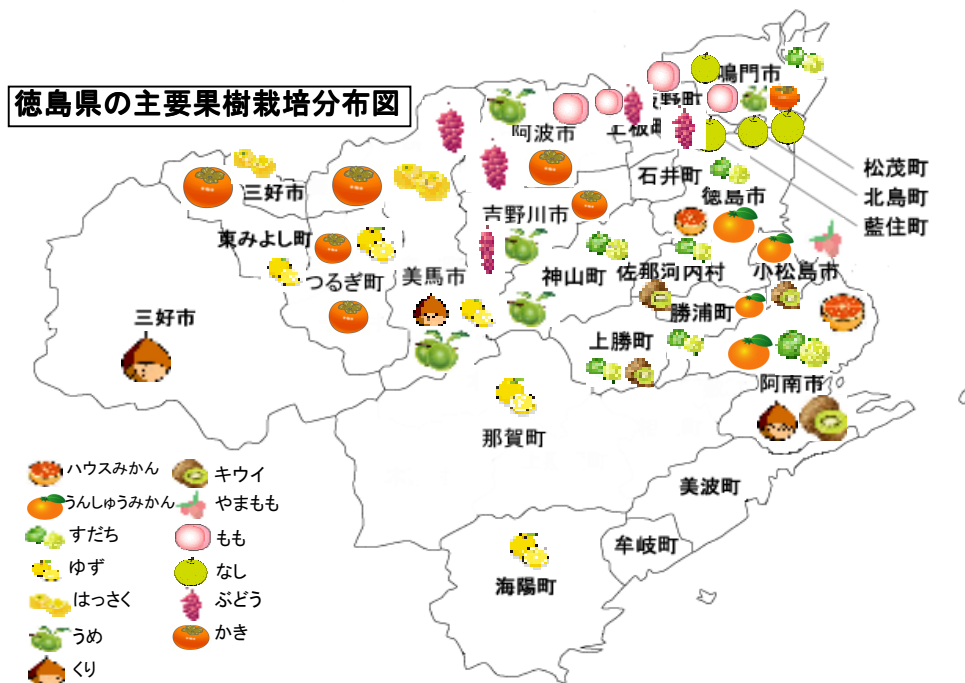 徳島県の主要果樹栽培分布図
鳴門市
阿波市
上板町
板野町
松茂町
北島町
藍住町
石井町
徳島市
三好市
吉野川市
東みよし町
つるぎ町
美馬市
神山町
佐那河内村
小松島市
三好市
勝浦町
上勝町
阿南市
那賀町
美波町
牟岐町
海陽町
ハウスみかん
うんしゅうみかん
すだち
ゆず
はっさく
うめ
くり
キウイ
やまもも
もも
なし
ぶどう
かき